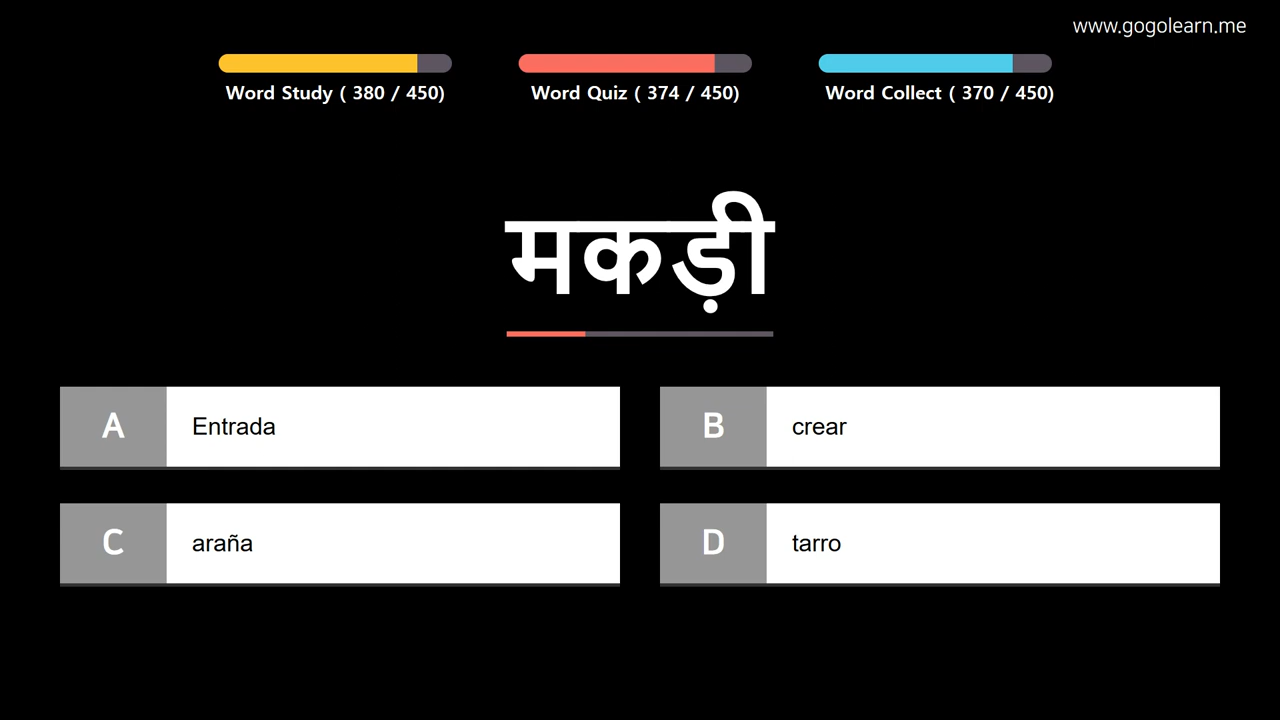 www.gogolearn.me
Word Study ( 380 / 450)
Word Quiz ( 374 / 450)
Word Collect ( 370 / 450)
मकड़ी
A Entrada
B crear
C araña
D tarro